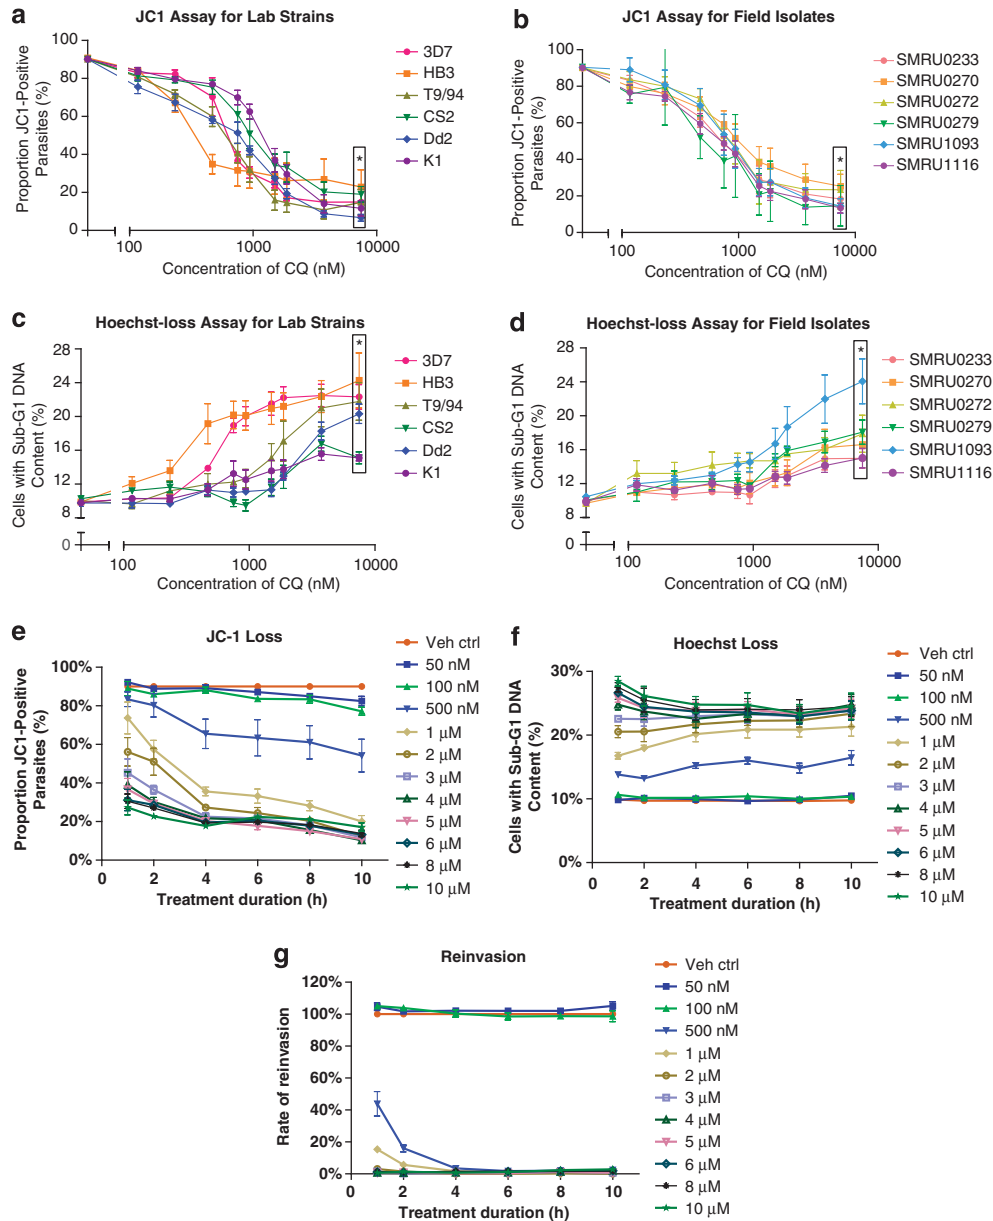 a
JC1 Assay for Lab Strains
Proportion JC1-Positive
Parasites (%)
100
80
60
40
20
0
100
1000
10000
Concentration of CQ (nM)
*
3D7
HB3
T9/94
CS2
Dd2
K1
b
JC1 Assay for Field Isolates
Proportion JC1-Positive
Parasites (%)
100
80
60
40
20
0
100
1000
10000
Concentration of CQ (nM)
*
SMRU0233
SMRU0270
SMRU0272
SMRU0279
SMRU1093
SMRU1116
c
Hoechst-loss Assay for Lab Strains
Cells with Sub-G1 DNA
Content (%)
28
24
20
16
12
8
0
100
1000
10000
Concentration of CQ (nM)
*
3D7
HB3
T9/94
CS2
Dd2
K1
d
Hoechst-loss Assay for Field Isolates
Cells with Sub-G1 DNA
Content (%)
28
24
20
16
12
8
0
100
1000
10000
Concentration of CQ (nM)
*
SMRU0233
SMRU0270
SMRU0272
SMRU0279
SMRU1093
SMRU1116
e
JC-1 Loss
Proportion JC1-Positive
Parasites (%)
100%
80%
60%
40%
20%
0%
0 2 4 6 8 10
Treatment duration (h)
Veh ctrl
50 nM
100 nM
500 nM
1 µM
2 µM
3 µM
4 µM
5 µM
6 µM
8 µM
10 µM
f
Hoechst Loss
Cells with Sub-G1 DNA
Content (%)
30%
20%
10%
0%
0 2 4 6 8 10
Treatment duration (h)
Veh ctrl
50 nM
100 nM
500 nM
1 µM
2 µM
3 µM
4 µM
5 µM
6 µM
8 µM
10 µM
g
Reinvasion
Rate of reinvasion
120%
100%
80%
60%
40%
20%
0%
0 2 4 6 8 10
Treatment duration (h)
Veh ctrl
50 nM
100 nM
500 nM
1 µM
2 µM
3 µM
4 µM
5 µM
6 µM
8 µM
10 µM